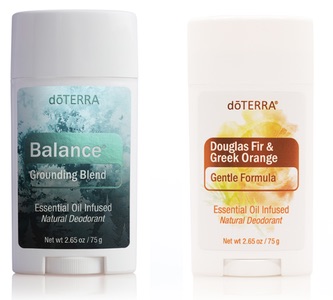 dōTERRA
Balance
Grounding Blend
Essential Oil Infused
Natural Deodorant
Net wt 2.65 oz / 75 g
dōTERRA®
Douglas Fir &
Greek Orange
Gentle Formula
Essential Oil Infused
Natural Deodorant
Net wt 2.65 oz / 75 g